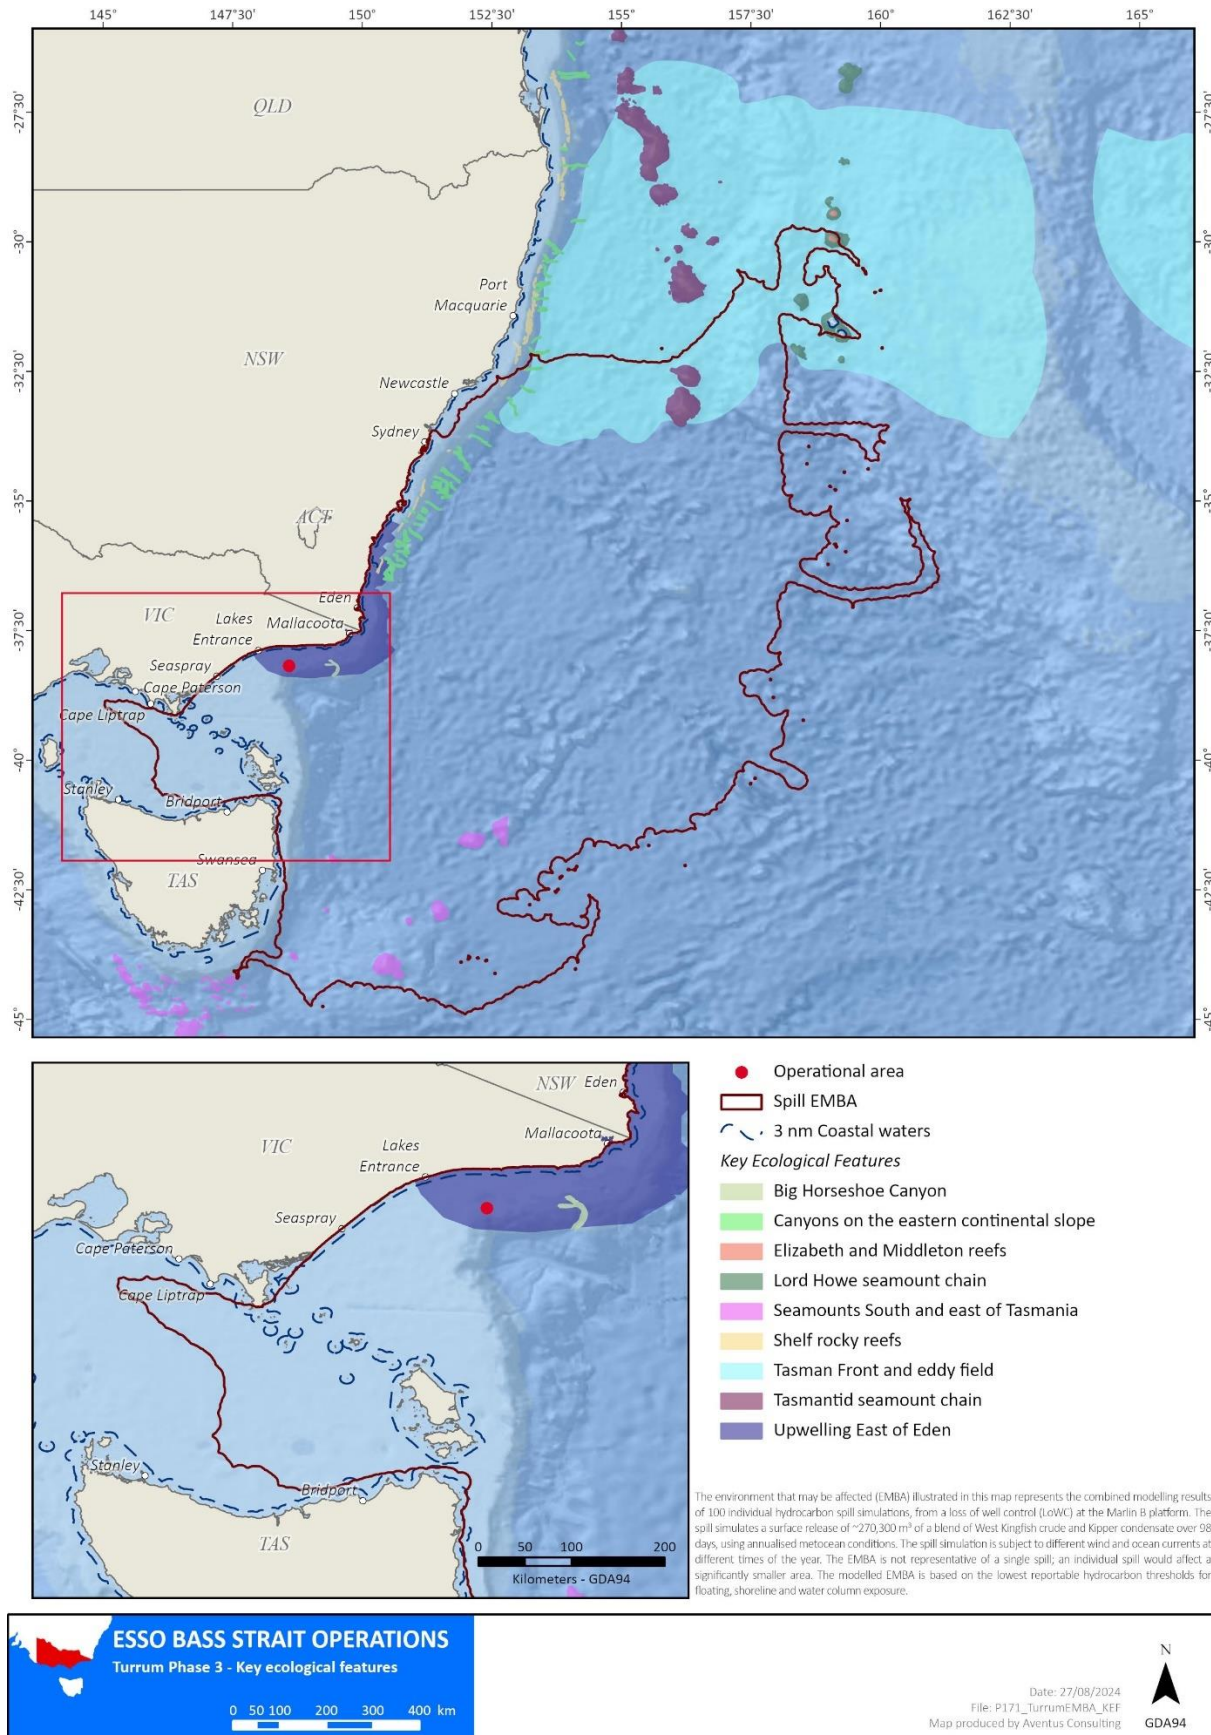 145° 147°30' 150° 152°30' 155° 157°30' 160° 162°30' 165°
-27°30' -27°30'
QLD
-30° -30°
Port
Macquarie
NSW
-32°30' -32°30'
Newcastle
Sydney
-35° -35°
ACT
Eden
VIC
Lakes
Entrance
Mallacoota
-37°30' -37°30'
Seaspray
Cape Paterson
Cape Liptrap
-40° -40°
Stanley
Bridport
Swansea
TAS
-42°30' -42°30'
-45° -45°
NSW
Eden
Mallacoota
VIC
Lakes
Entrance
Seaspray
Cape Paterson
Cape Liptrap
Stanley
Bridport
TAS
0 50 100 200
Kilometers - GDA94
Operational area
Spill EMBA
3 nm Coastal waters
Key Ecological Features
Big Horseshoe Canyon
Canyons on the eastern continental slope
Elizabeth and Middleton reefs
Lord Howe seamount chain
Seamounts South and east of Tasmania
Shelf rocky reefs
Tasman Front and eddy field
Tasmantid seamount chain
Upwelling East of Eden
The environment that may be affected (EMBA) illustrated in this map represents the combined modelling results
of 100 individual hydrocarbon spill simulations, from a loss of well control (LoWC) at the Marlin B platform. The
spill simulates a surface release of ~270,300 m³ of a blend of West Kingfish crude and Kipper condensate over 98
days, using annualised metocean conditions. The spill simulation is subject to different wind and ocean currents at
different times of the year. The EMBA is not representative of a single spill; an individual spill would affect a
significantly smaller area. The modelled EMBA is based on the lowest reportable hydrocarbon thresholds for
floating, shoreline and water column exposure.
ESSO BASS STRAIT OPERATIONS
Turrum Phase 3 - Key ecological features
0 50 100 200 300 400 km
N
Date: 27/08/2024
File: P171_TurrumEMBA_KEF
Map produced by Aventus Consulting
GDA94